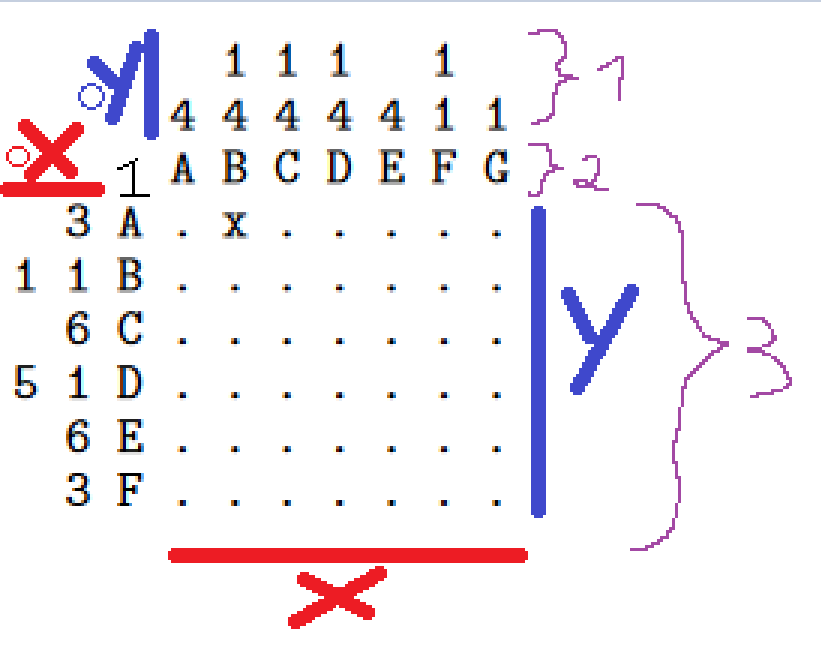 1 1 1 1 } 1
°y 4 4 4 4 4 1 1
°x 1 A B C D E F G } 2
3 A . x . . . . .
1 1 B . . . . . . .
6 C . . . . . . . y } 3
5 1 D . . . . . . .
6 E . . . . . . .
3 F . . . . . . .
x